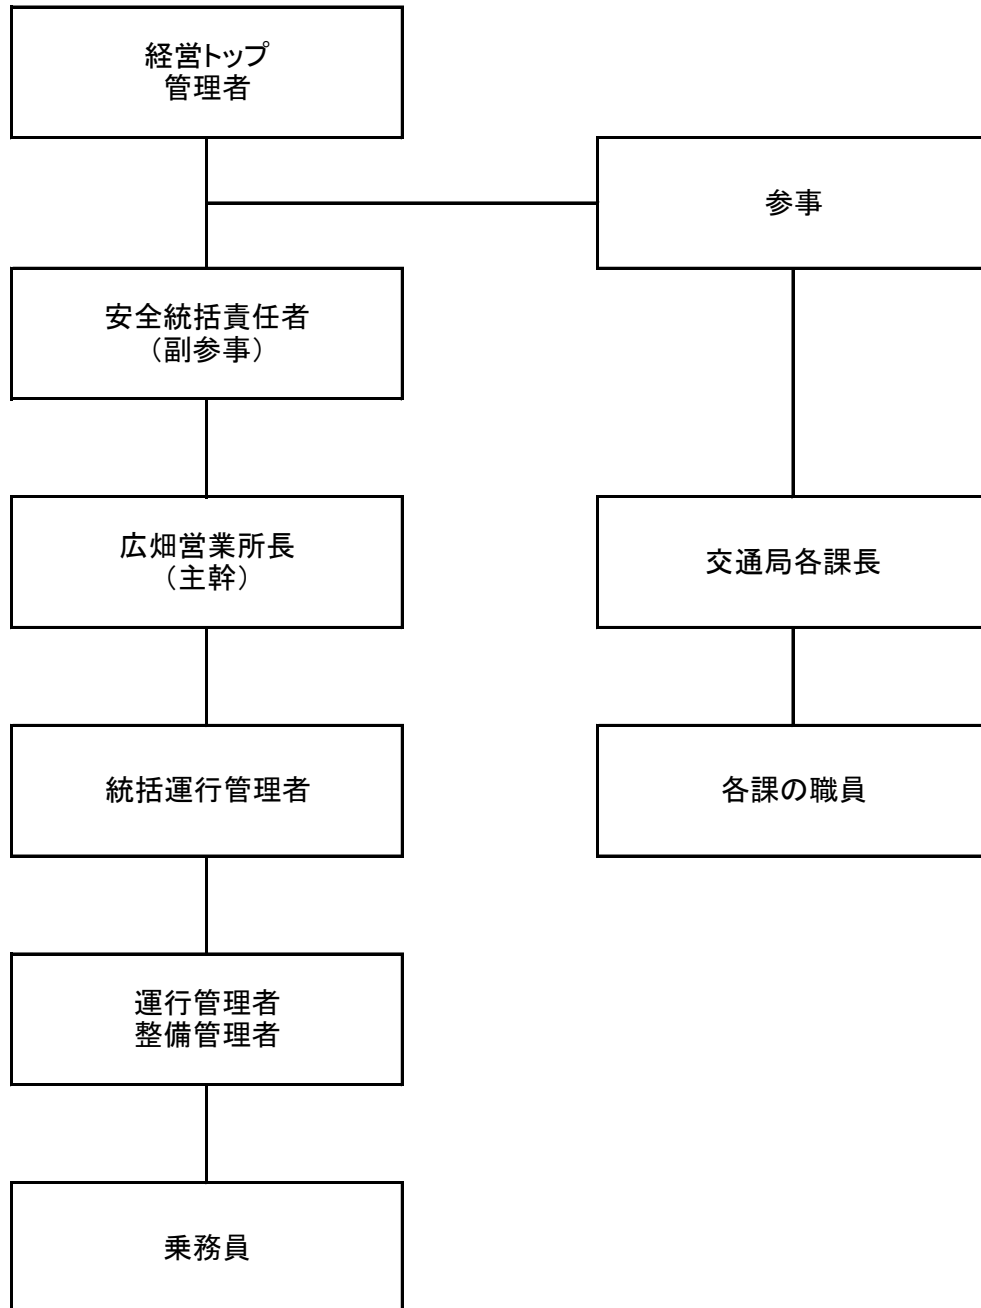 経営トップ
管理者
参事
安全統括責任者
（副参事）
広畑営業所長
（主幹）
交通局各課長
統括運行管理者
各課の職員
運行管理者
整備管理者
乗務員